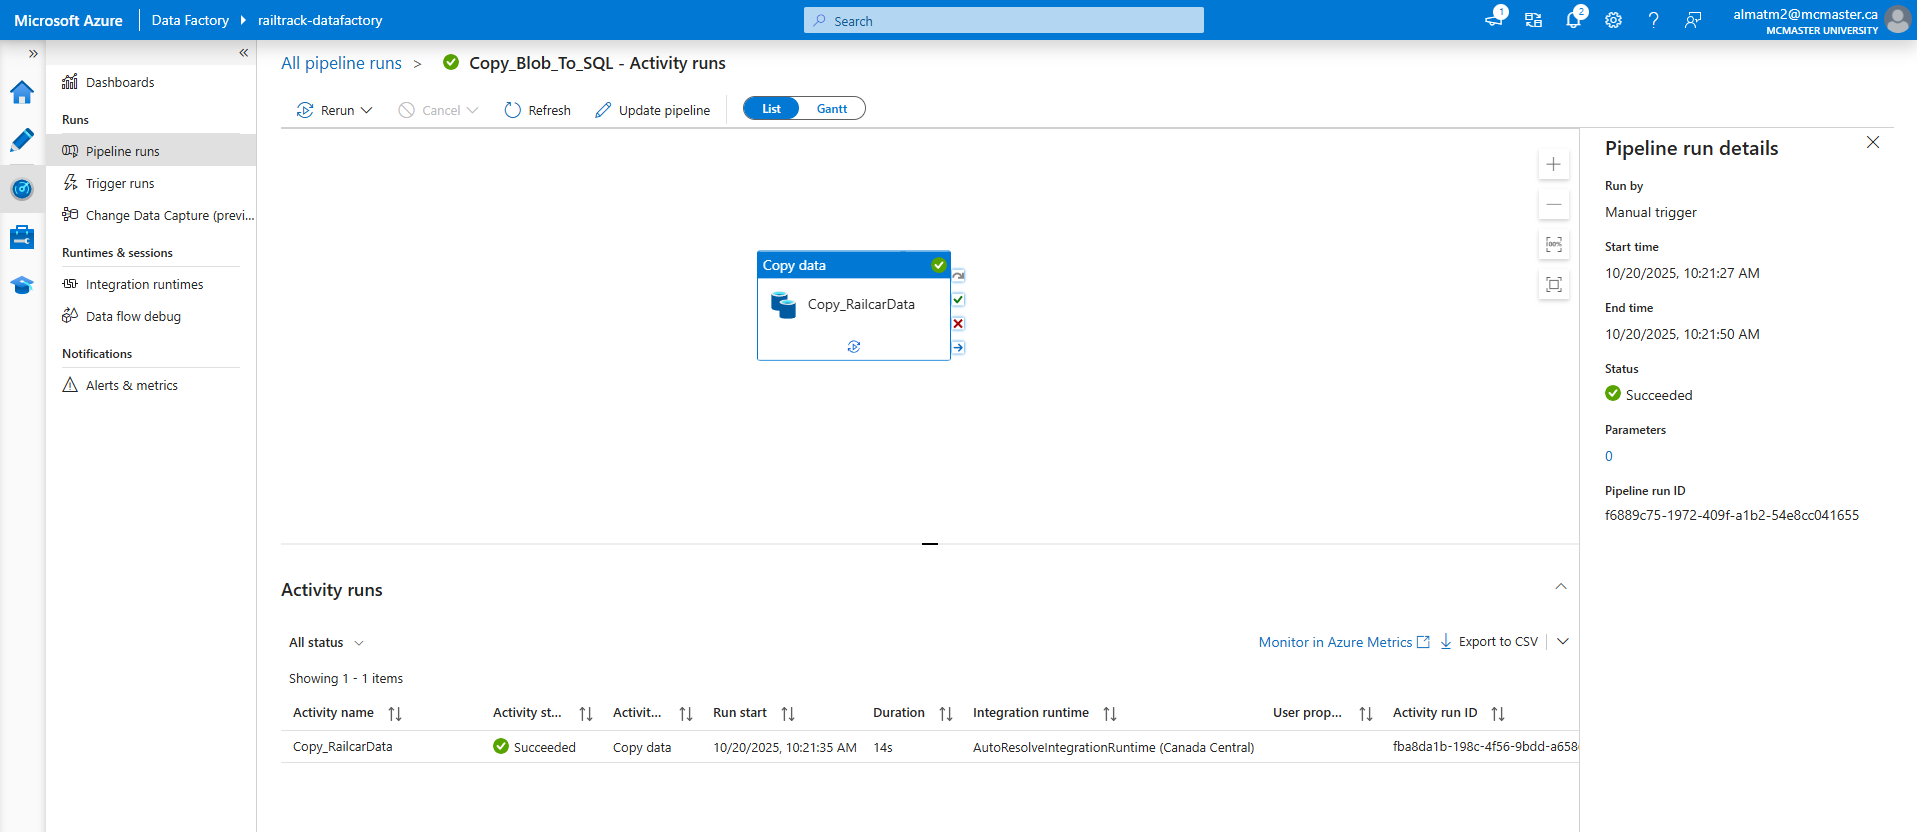 Microsoft Azure
Data Factory
railtrack-datafactory
Search
1
2
almatm2@mcmaster.ca
MCMASTER UNIVERSITY
Dashboards
Runs
Pipeline runs
Trigger runs
Change Data Capture (previ...
Runtimes & sessions
Integration runtimes
Data flow debug
Notifications
Alerts & metrics
All pipeline runs > Copy_Blob_To_SQL - Activity runs
Rerun
Cancel
Refresh
Update pipeline
List
Gantt
100%
Copy data
Copy_RailcarData
Pipeline run details
Run by
Manual trigger
Start time
10/20/2025, 10:21:27 AM
End time
10/20/2025, 10:21:50 AM
Status
Succeeded
Parameters
0
Pipeline run ID
f6889c75-1972-409f-a1b2-54e8cc041655
Activity runs
All status
Monitor in Azure Metrics
Export to CSV
Showing 1 - 1 items
Activity name Activity st... Activit... Run start Duration Integration runtime User prop... Activity run ID
Copy_RailcarData Succeeded Copy data 10/20/2025, 10:21:35 AM 14s AutoResolveIntegrationRuntime (Canada Central) fba8da1b-198c-4f56-9bdd-a658